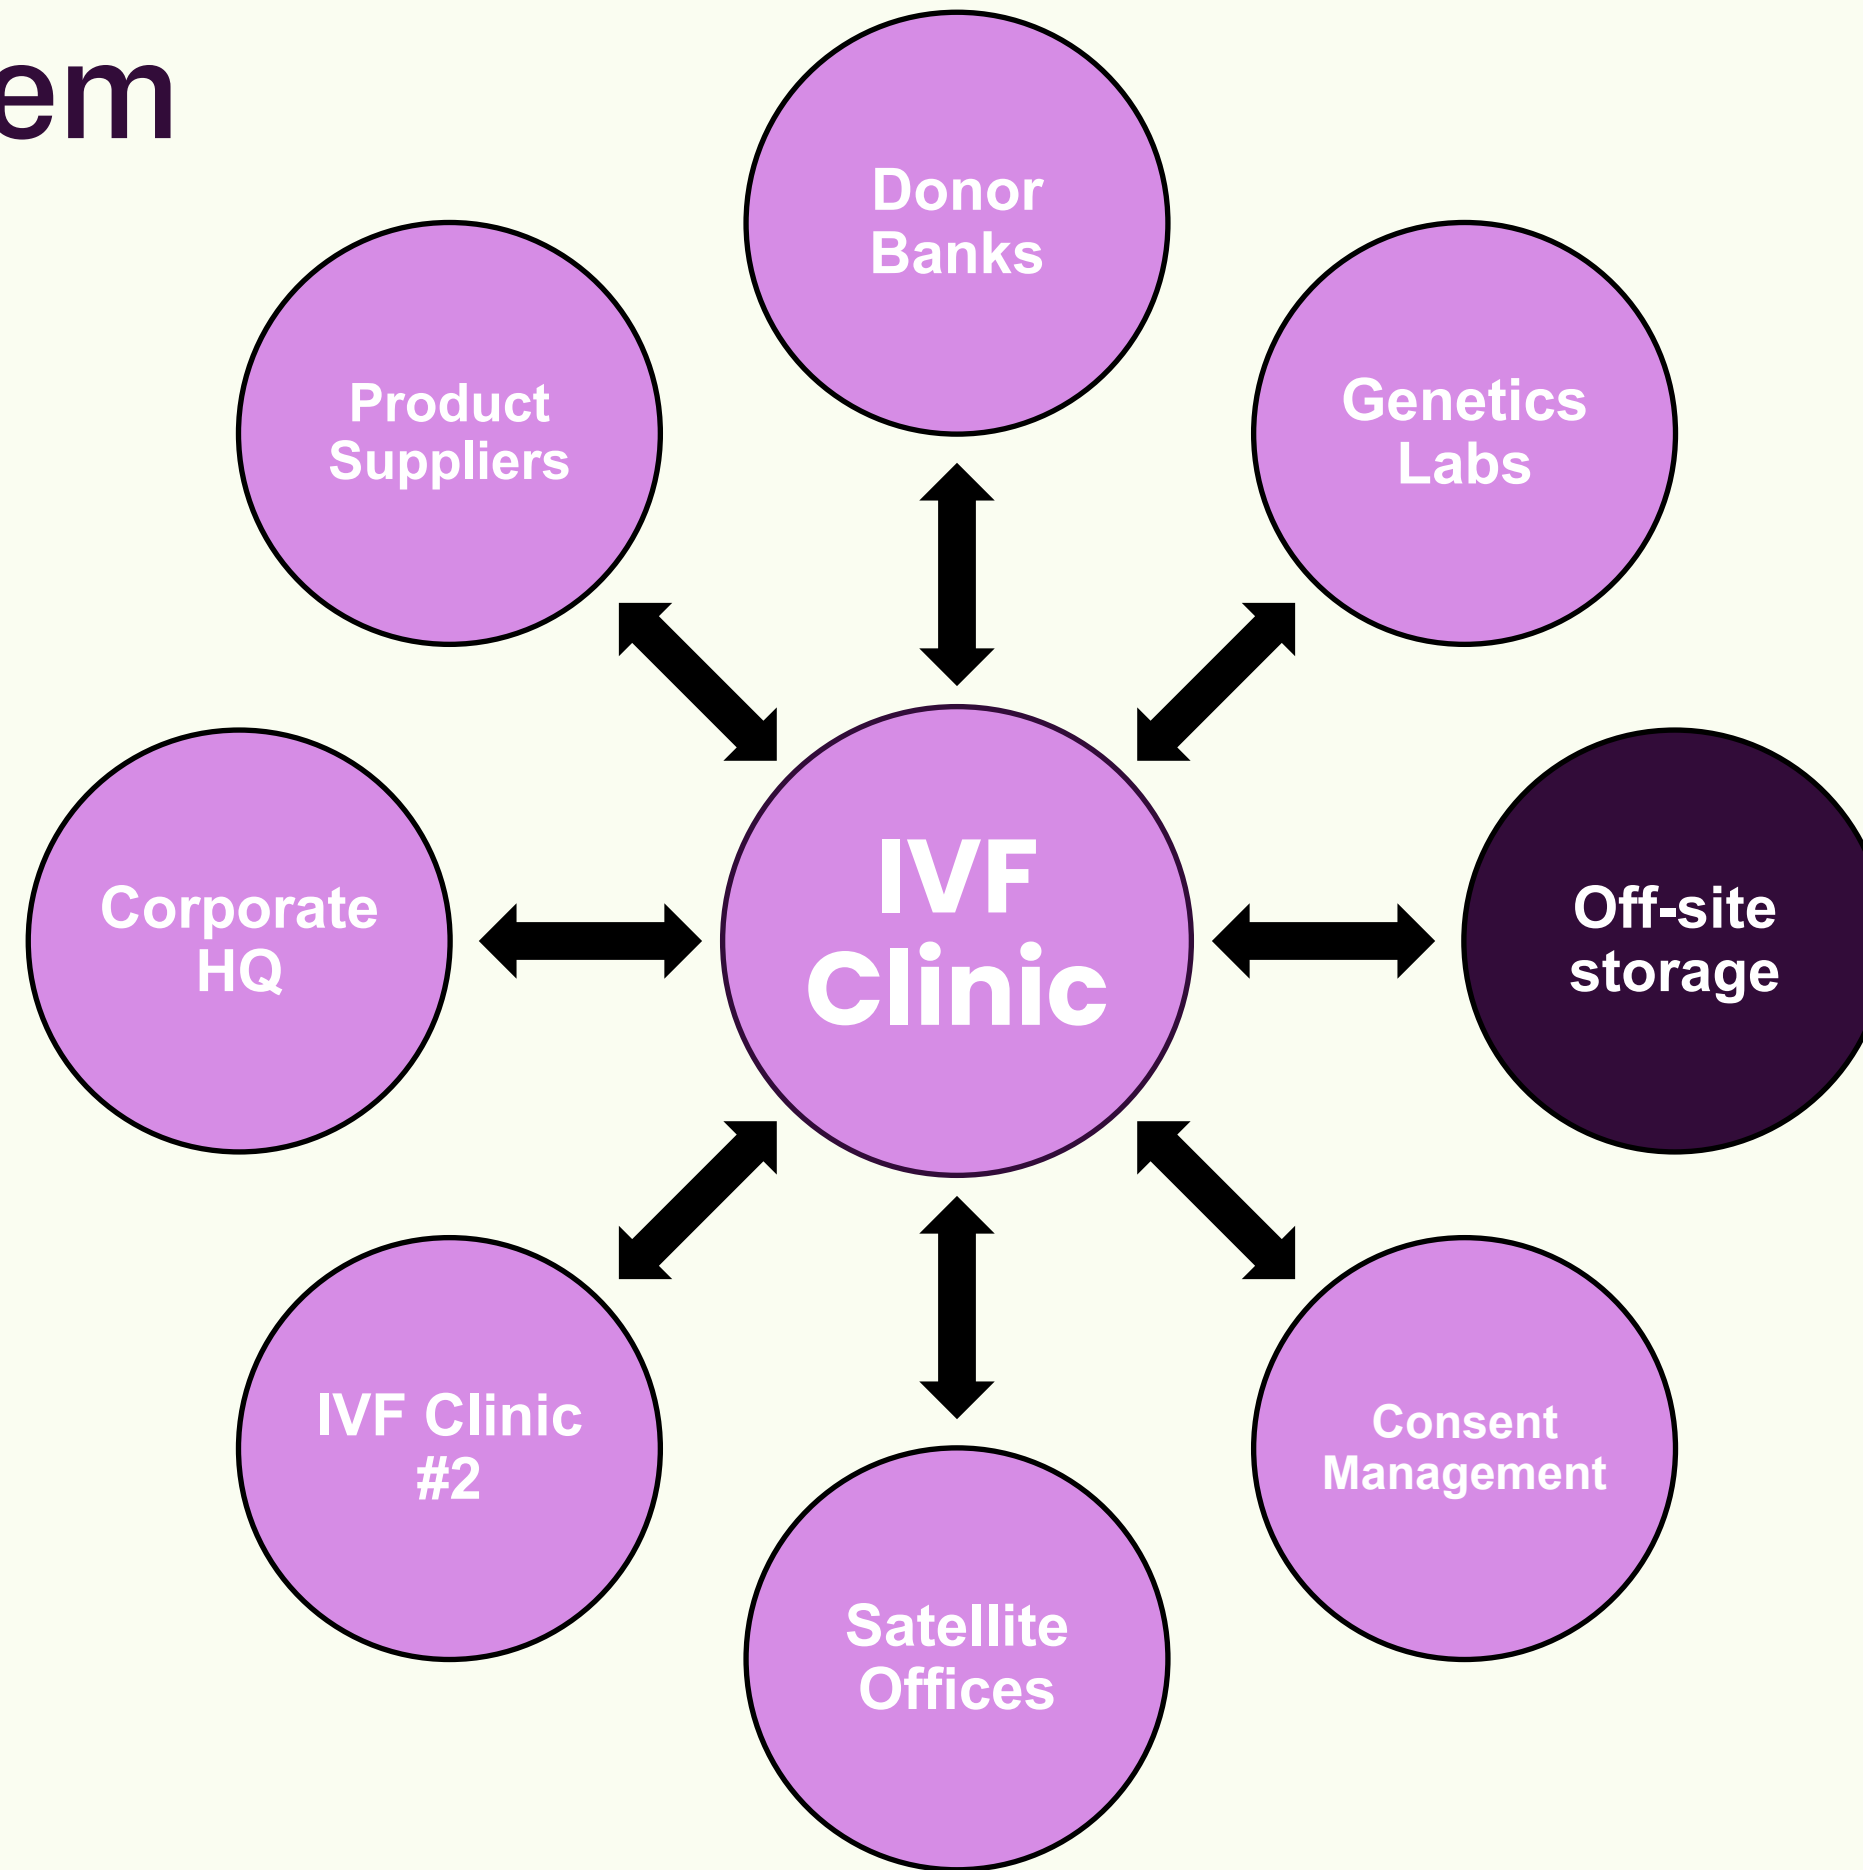 em
Donor
Banks
Product
Suppliers
Genetics
Labs
Corporate
HQ
IVF
Clinic
Off-site
storage
IVF Clinic
#2
Consent
Management
Satellite
Offices